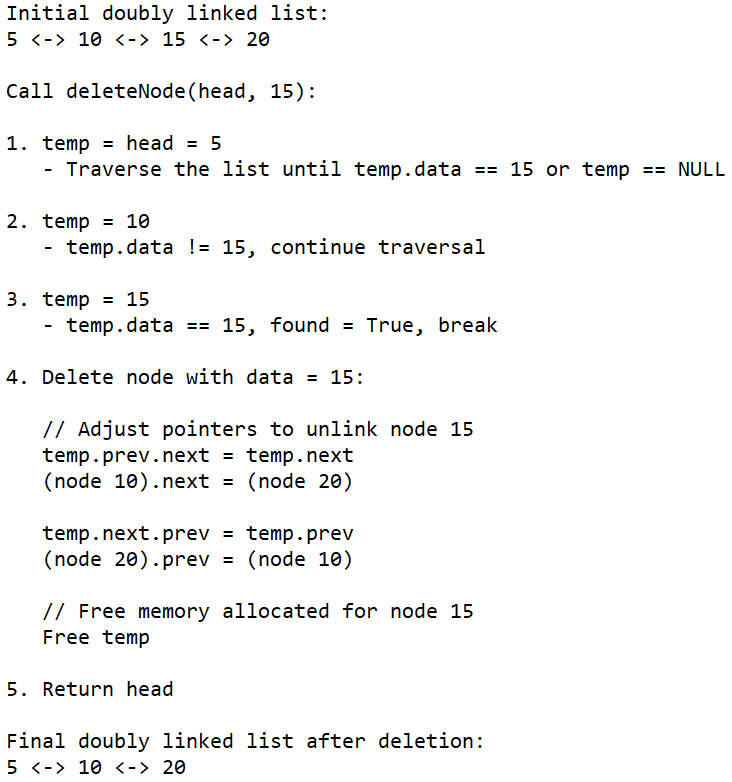 Initial doubly linked list:
5 <-> 10 <-> 15 <-> 20

Call deleteNode(head, 15):

1. temp = head = 5
   - Traverse the list until temp.data == 15 or temp == NULL

2. temp = 10
   - temp.data != 15, continue traversal

3. temp = 15
   - temp.data == 15, found = True, break

4. Delete node with data = 15:

   // Adjust pointers to unlink node 15
   temp.prev.next = temp.next
   (node 10).next = (node 20)

   temp.next.prev = temp.prev
   (node 20).prev = (node 10)

   // Free memory allocated for node 15
   Free temp

5. Return head

Final doubly linked list after deletion:
5 <-> 10 <-> 20